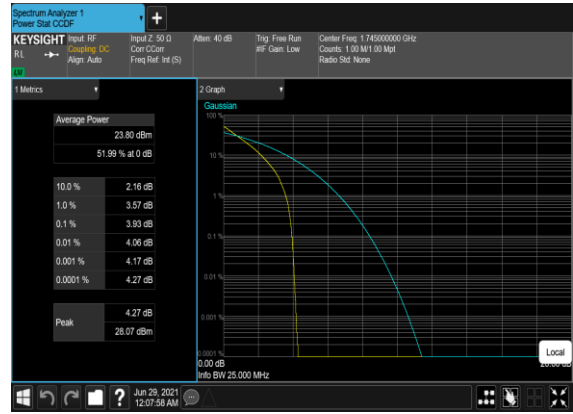 Spectrum Analyzer 1
Power Stat CCDF
+
KEYSIGHT
Input: RF
Input Z: 50 Ω
Atten: 40 dB
Trig: Free Run
Center Freq: 1.745000000 GHz
RL
Coupling: DC
Corr CCorr
#IF Gain: Low
Counts: 1.00 M/1.00 Mpt
Align: Auto
Freq Ref: Int (S)
Radio Std: None
LW
1 Metrics
2 Graph
Average Power
23.80 dBm
51.99 % at 0 dB
10.0 % 2.16 dB
1.0 % 3.57 dB
0.1 % 3.93 dB
0.01 % 4.06 dB
0.001 % 4.17 dB
0.0001 % 4.27 dB
Peak
4.27 dB
28.07 dBm
Gaussian
100 %
10 %
1 %
0.1 %
0.01 %
0.001 %
0.0001 %
0.00 dB
Info BW 25.000 MHz
Local
?
Jun 29, 2021
12:07:58 AM